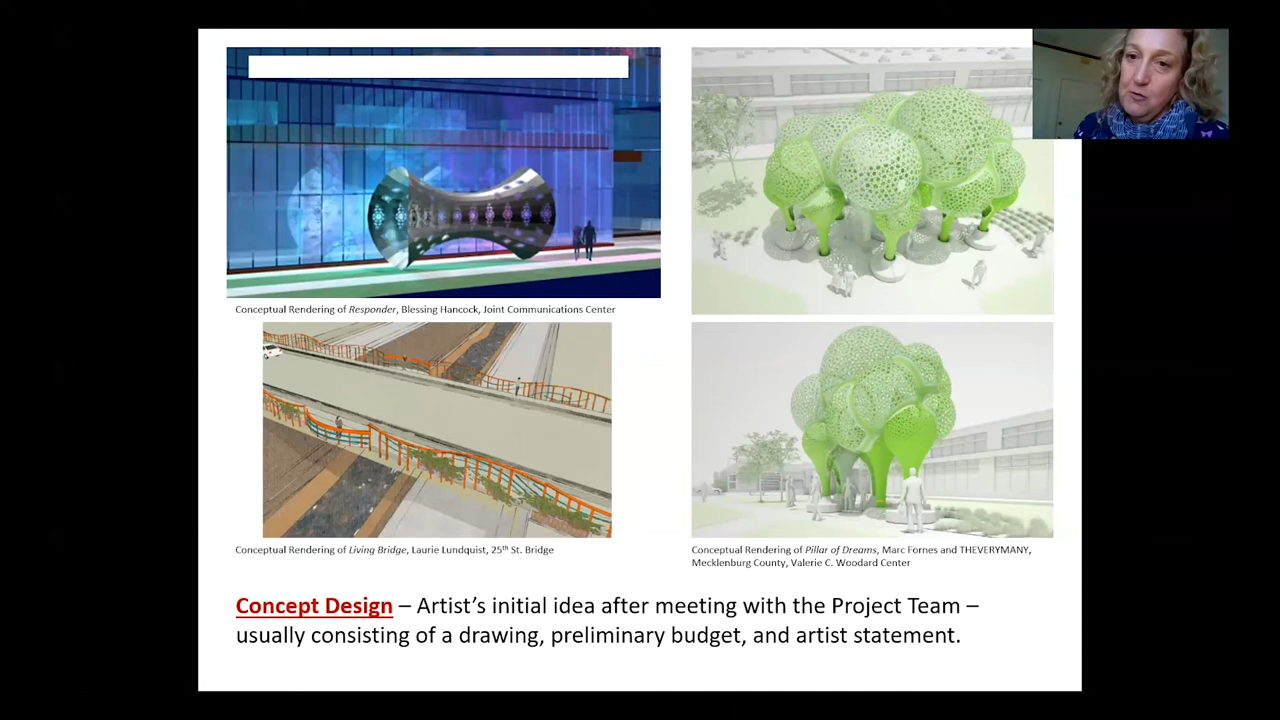 Conceptual Rendering of Responder, Blessing Hancock, Joint Communications Center
Conceptual Rendering of Living Bridge, Laurie Lundquist, 25th St. Bridge
Conceptual Rendering of Pillar of Dreams, Marc Fornes and THEVERYMANY,
Mecklenburg County, Valerie C. Woodard Center
Concept Design – Artist’s initial idea after meeting with the Project Team –
usually consisting of a drawing, preliminary budget, and artist statement.